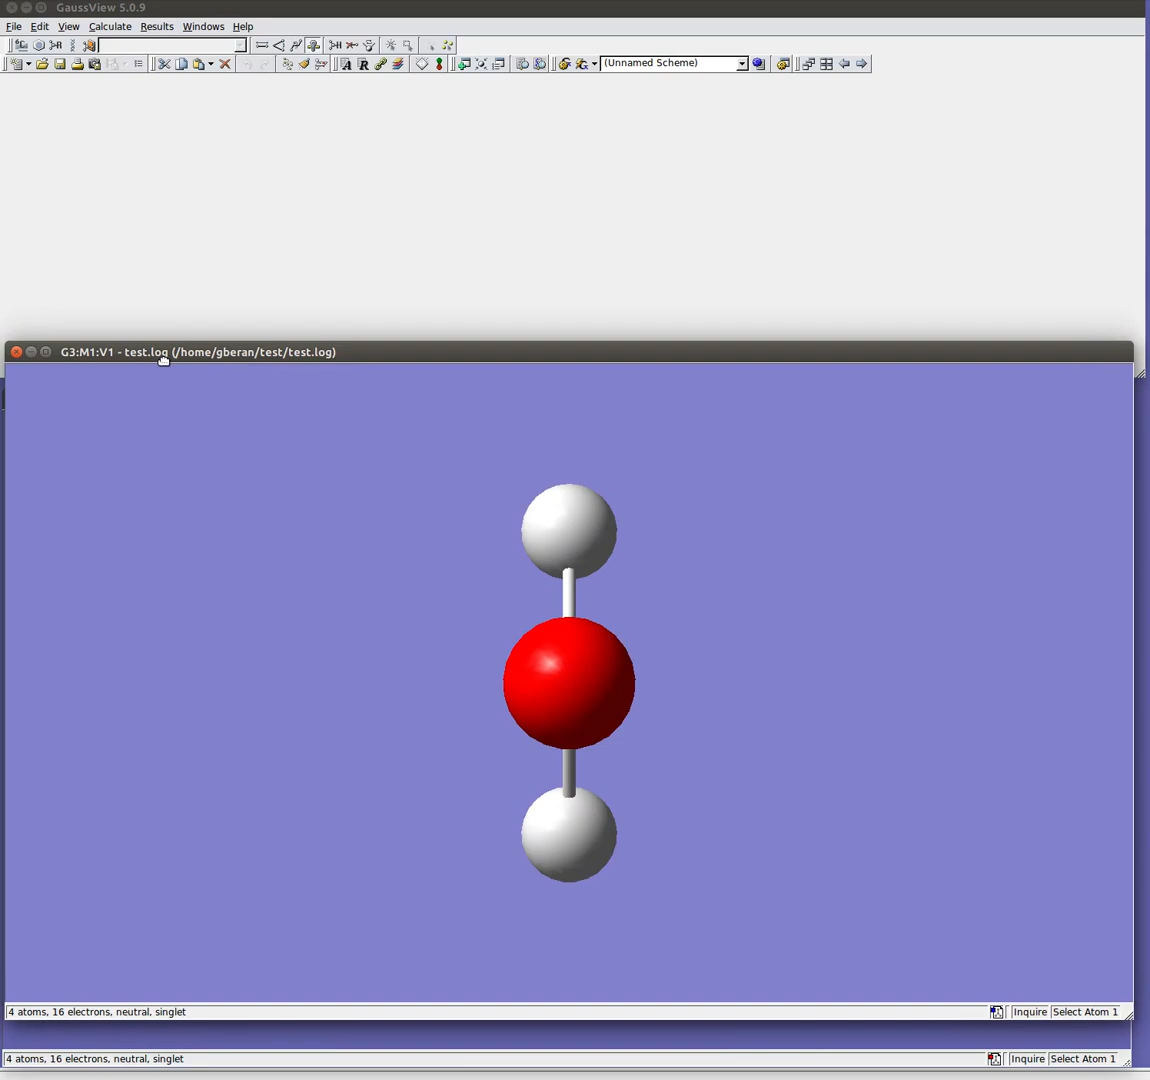 GaussView 5.0.9
File Edit View Calculate Results Windows Help
(Unnamed Scheme)
G3:M1:V1 - test.log (/home/gberan/test/test.log)
4 atoms, 16 electrons, neutral, singlet Inquire Select Atom 1
4 atoms, 16 electrons, neutral, singlet Inquire Select Atom 1